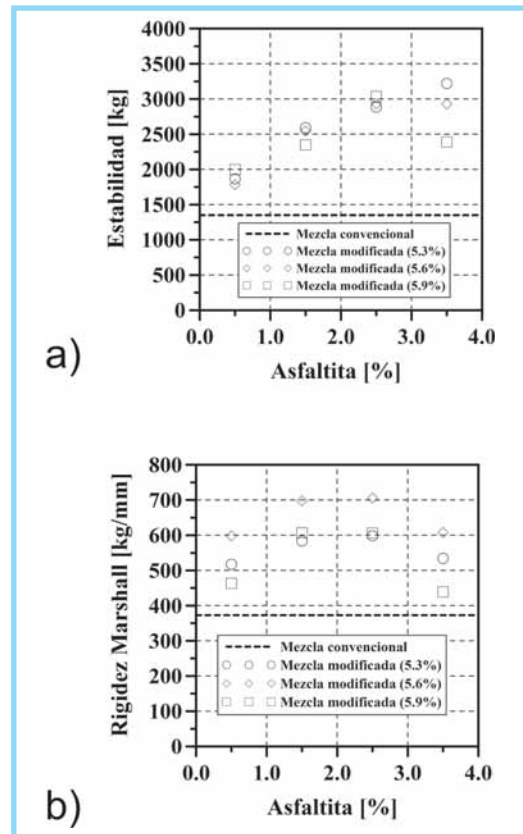 4000
3500
3000
2500
2000
1500
1000
500
0
Estabilidad [kg]
Mezcla convencional
Mezcla modificada (5.3%)
Mezcla modificada (5.6%)
Mezcla modificada (5.9%)
0.0 1.0 2.0 3.0 4.0
Asfaltita [%]
a)
800
700
600
500
400
300
200
100
0
Rigidez Marshall [kg/mm]
Mezcla convencional
Mezcla modificada (5.3%)
Mezcla modificada (5.6%)
Mezcla modificada (5.9%)
0.0 1.0 2.0 3.0 4.0
Asfaltita [%]
b)